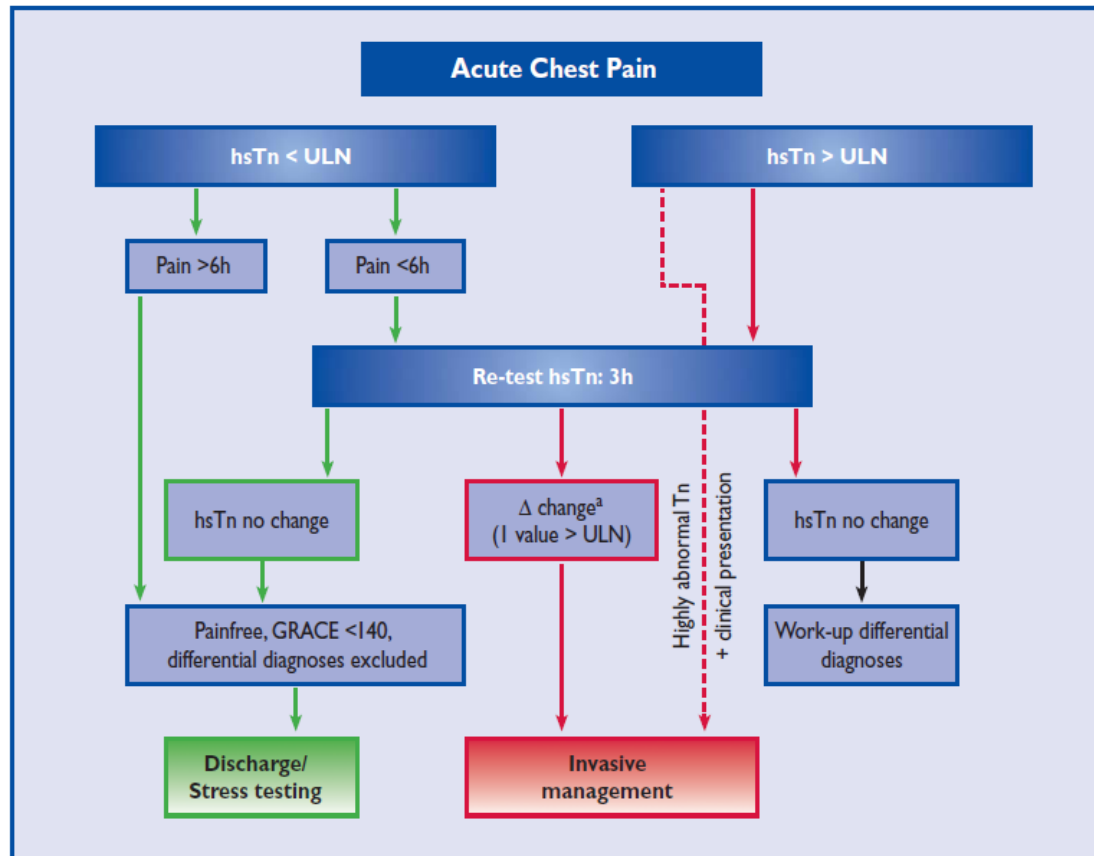 Acute Chest Pain
hsTn < ULN
hsTn > ULN
Pain >6h
Pain <6h
Re-test hsTn: 3h
hsTn no change
Δ changeᵃ
(1 value > ULN)
Highly abnormal Tn
+ clinical presentation
hsTn no change
Painfree, GRACE <140,
differential diagnoses excluded
Work-up differential
diagnoses
Discharge/
Stress testing
Invasive
management